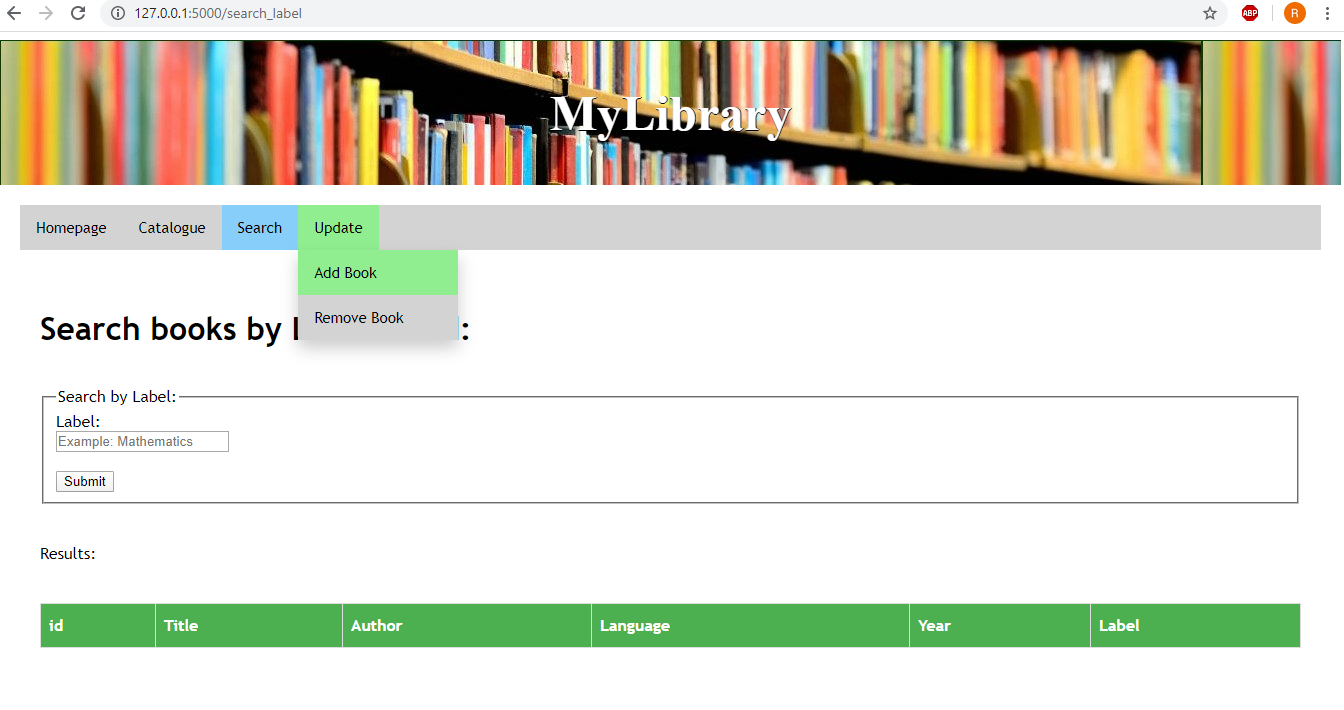 127.0.0.1:5000/search_label
ABP
R
MyLibrary
Homepage Catalogue Search Update
Add Book
Remove Book
Search books by :
Search by Label:
Label:
Example: Mathematics
Submit
Results:
id Title Author Language Year Label